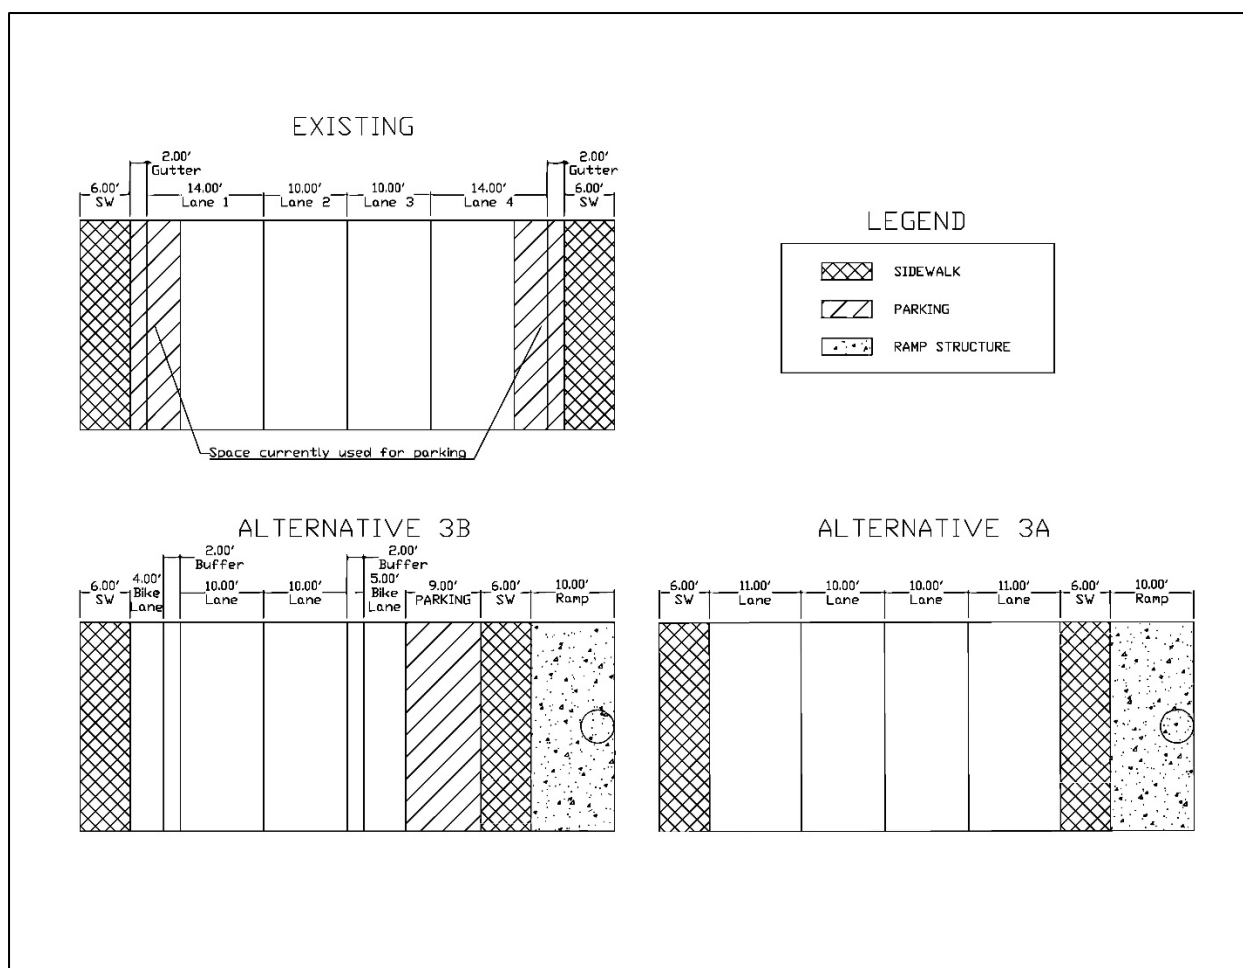 EXISTING
2.00' 2.00'
Gutter Gutter
6.00' 14.00' 10.00' 10.00' 14.00' 6.00'
SW Lane 1 Lane 2 Lane 3 Lane 4 SW
Space currently used for parking
LEGEND
SIDEWALK
PARKING
RAMP STRUCTURE
ALTERNATIVE 3B
2.00' 2.00'
Buffer Buffer
6.00' 4.00' 10.00' 10.00' 5.00' 9.00' 6.00' 10.00'
SW Bike Lane Lane Lane Bike Lane PARKING SW Ramp
ALTERNATIVE 3A
6.00' 11.00' 10.00' 10.00' 11.00' 6.00' 10.00'
SW Lane Lane Lane Lane SW Ramp